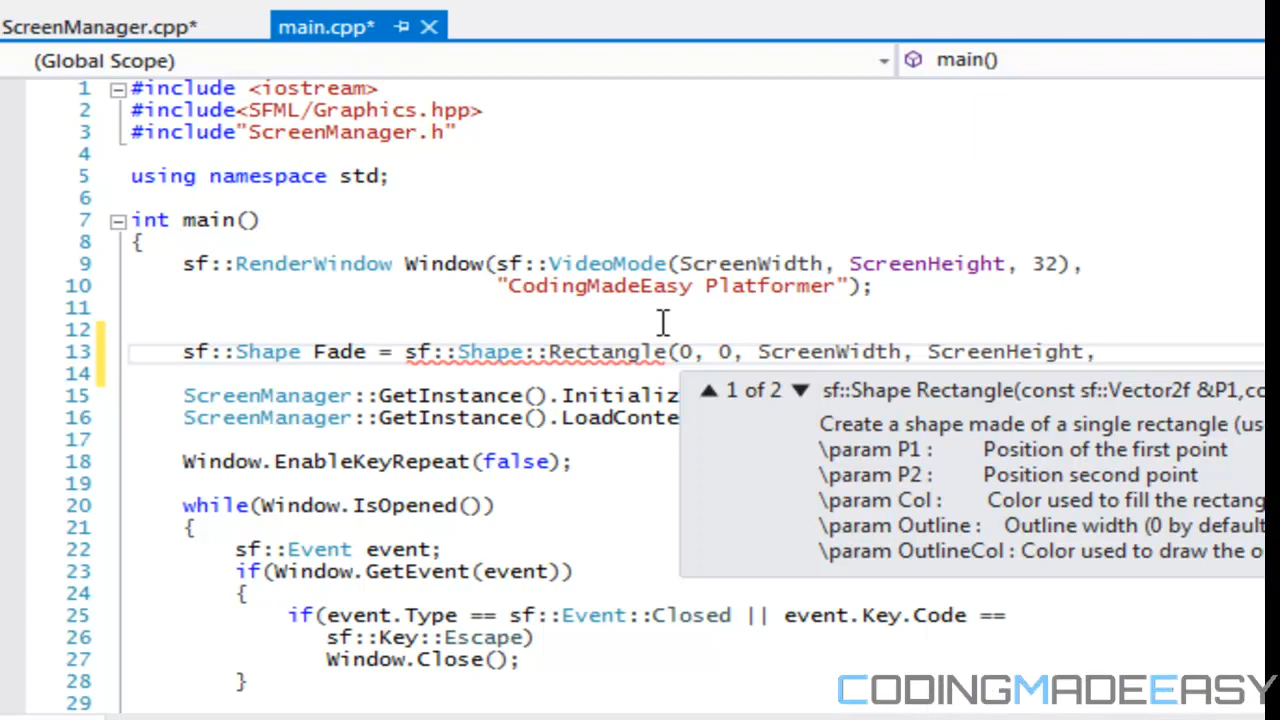 ScreenManager.cpp*
main.cpp*
(Global Scope)
main()
1 #include <iostream>
2 #include<SFML/Graphics.hpp>
3 #include"ScreenManager.h"
4
5 using namespace std;
6
7 int main()
8 {
9 sf::RenderWindow Window(sf::VideoMode(ScreenWidth, ScreenHeight, 32),
10 "CodingMadeEasy Platformer");
11
12
13 sf::Shape Fade = sf::Shape::Rectangle(0, 0, ScreenWidth, ScreenHeight,
14
1 of 2 sf::Shape Rectangle(const sf::Vector2f &P1,co
Create a shape made of a single rectangle (us
\param P1 : Position of the first point
\param P2 : Position second point
\param Col : Color used to fill the rectang
\param Outline : Outline width (0 by default
\param OutlineCol : Color used to draw the o
15 ScreenManager::GetInstance().Initializ
16 ScreenManager::GetInstance().LoadConte
17
18 Window.EnableKeyRepeat(false);
19
20 while(Window.IsOpened())
21 {
22 sf::Event event;
23 if(Window.GetEvent(event))
24 {
25 if(event.Type == sf::Event::Closed || event.Key.Code ==
26 sf::Key::Escape)
27 Window.Close();
28 }
29
CODINGMADEEASY